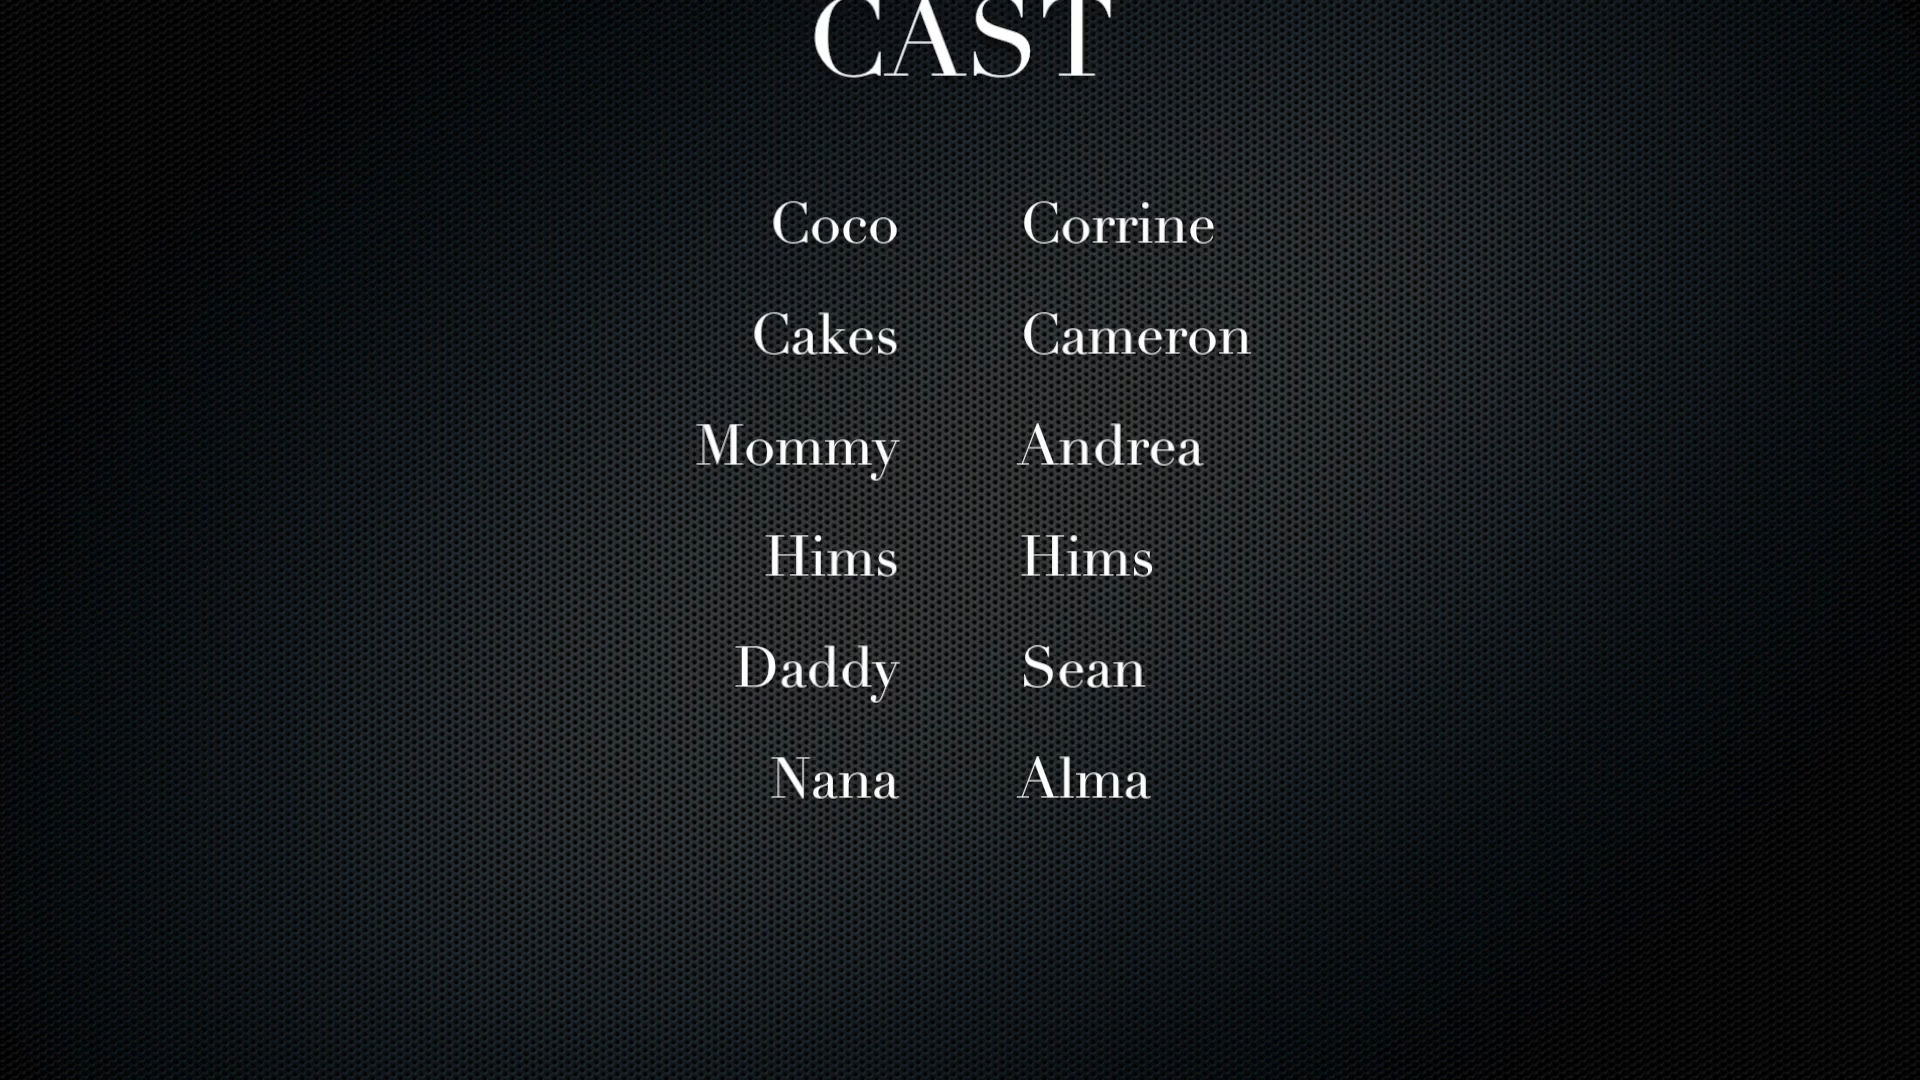 CAST
Coco Corrine
Cakes Cameron
Mommy Andrea
Hims Hims
Daddy Sean
Nana Alma